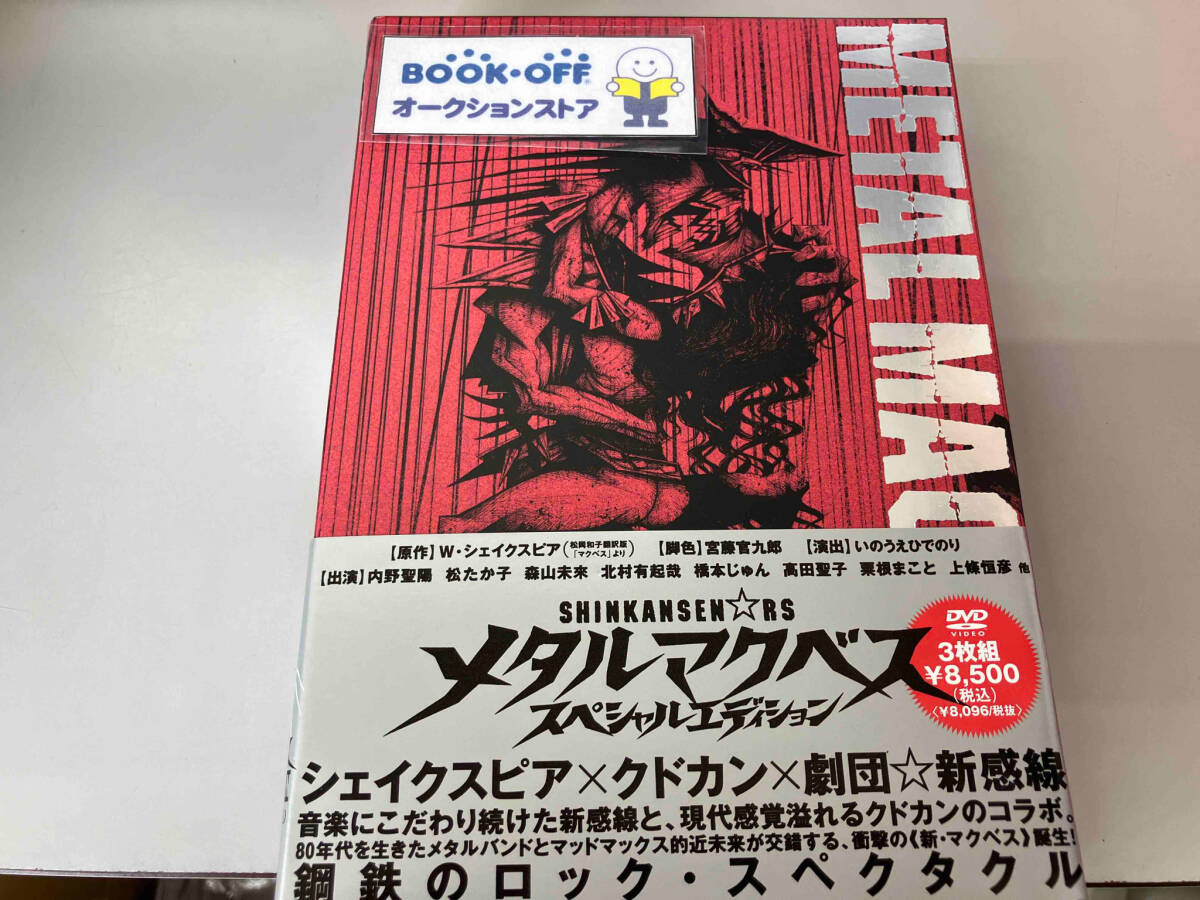 BOOK・OFF
オークションストア
METAL MAC
【原作】W・シェイクスピア(松岡和子翻訳版「マクベス」より) 【脚色】宮藤官九郎 【演出】いのうえひでのり
【出演】内野聖陽 松たか子 森山未來 北村有起哉 橋本じゅん 高田聖子 粟根まこと 上條恒彦 他
SHINKANSEN☆RS
メタルマクベス
スペシャルエディション
DVD
VIDEO
3枚組
¥8,500
(税込)
〈¥8,096/税抜〉
シェイクスピア×クドカン×劇団☆新感線
音楽にこだわり続けた新感線と、現代感覚溢れるクドカンのコラボ。
80年代を生きたメタルバンドとマッドマックス的近未来が交錯する、衝撃の《新・マクベス》誕生!
鋼鉄のロック・スペクタクル